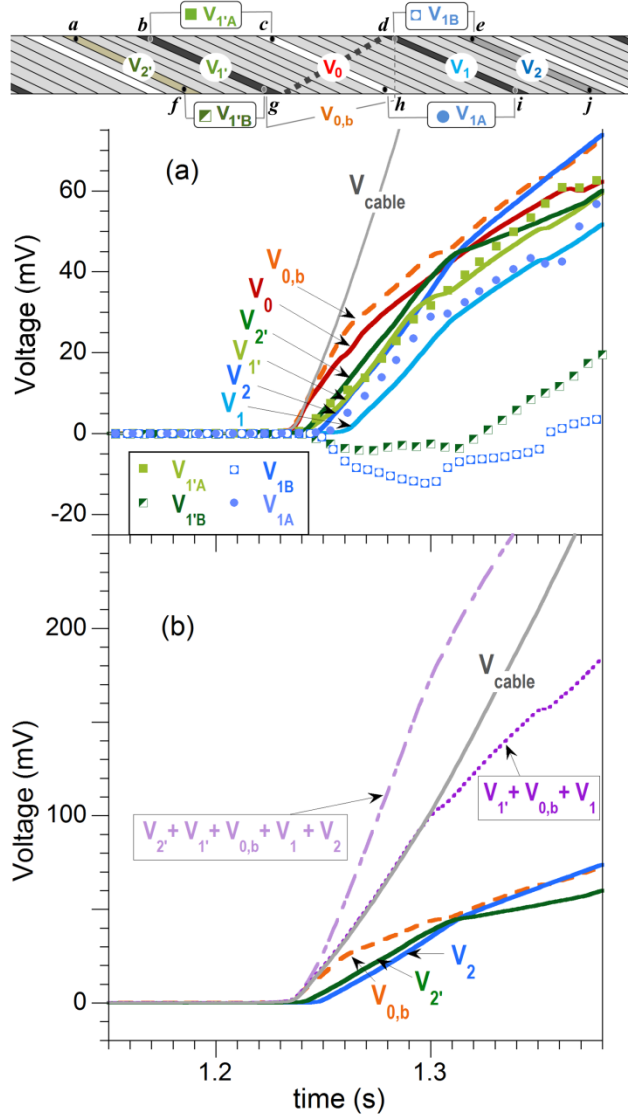 a b V1'A c d V1B e
V2' V1' V0 V1 V2
f V1'B g V0,b h V1A i j
(a)
Vcable
60
V0,b
40
V0
V2'
V1'
20
V2
V1
0
V1'A V1B
V1'B V1A
-20
Voltage (mV)
(b)
200
Vcable
V1' + V0,b + V1
V2' + V1' + V0,b + V1 + V2
100
V2
V2'
V0,b
0
Voltage (mV)
1.2 1.3
time (s)